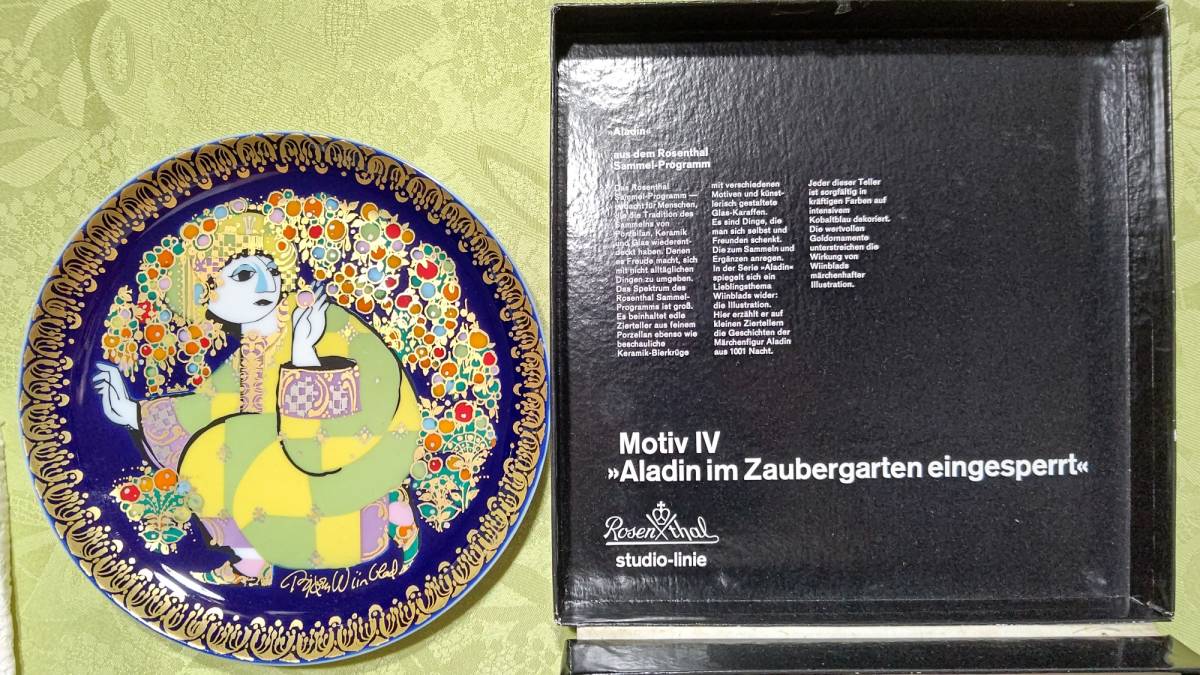 Bjørn Wiinblad
»Aladin«
aus dem Rosenthal
Sammel-Programm
Das Rosenthal
Sammel-Programm —
gedacht für Menschen,
die die Tradition des
Sammelns von
Porzellan, Keramik
und Glas wiederent-
deckt haben. Denen
es Freude macht, sich
mit nicht alltäglichen
Dingen zu umgeben.
Das Spektrum des
Rosenthal Sammel-
Programms ist groß.
Es beinhaltet edle
Zierteller aus feinem
Porzellan ebenso wie
beschauliche
Keramik-Bierkrüge
mit verschiedenen
Motiven und künst-
lerisch gestaltete
Glas-Karaffen.
Es sind Dinge, die
man sich selbst und
Freunden schenkt.
Die zum Sammeln und
Ergänzen anregen.
In der Serie »Aladin«
spiegelt sich ein
Lieblingsthema
Wiinblads wider:
die Illustration.
Hier erzählt er auf
kleinen Ziertellern
die Geschichten der
Märchenfigur Aladin
aus 1001 Nacht.
Jeder dieser Teller
ist sorgfältig in
kräftigen Farben auf
intensivem
Kobaltblau dekoriert.
Die wertvollen
Goldornamente
unterstreichen die
Wirkung von
Wiinblads
märchenhafter
Illustration.
Motiv IV
»Aladin im Zaubergarten eingesperrt«
Rosenthal
studio-linie